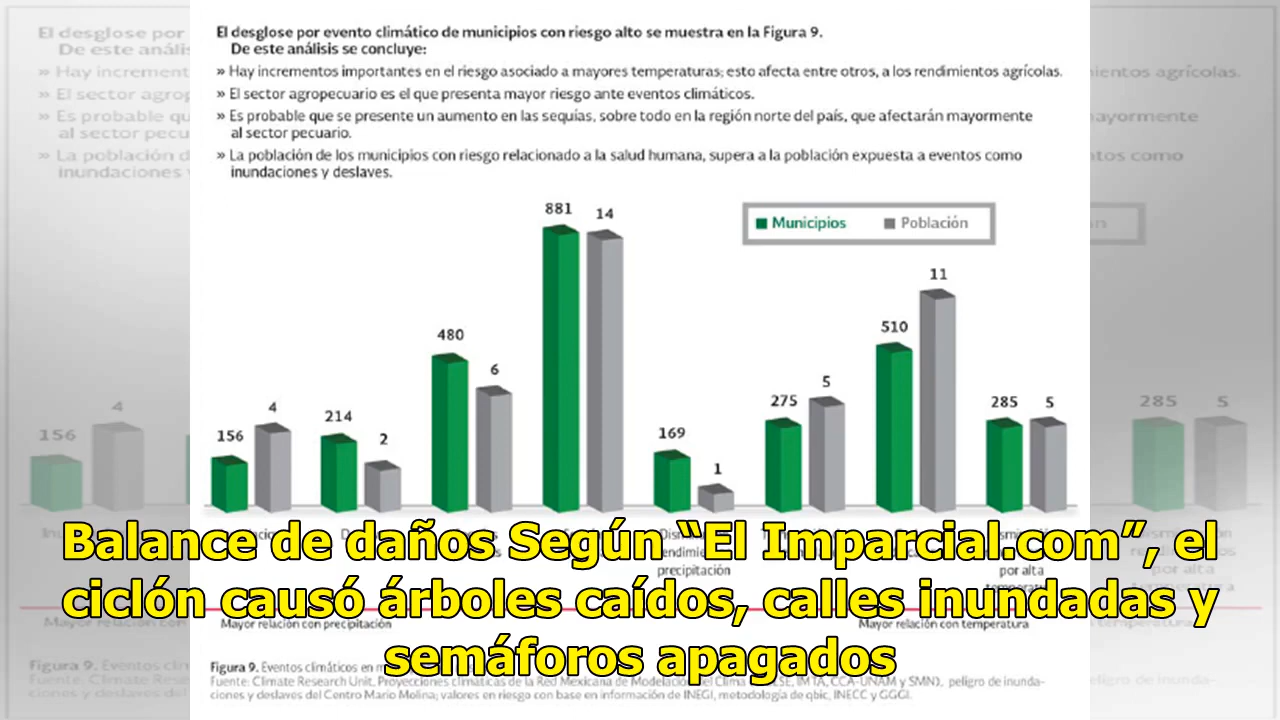 El desglose por evento climático de municipios con riesgo alto se muestra en la Figura 9.
De este análisis se concluye:
» Hay incrementos importantes en el riesgo asociado a mayores temperaturas; esto afecta entre otros, a los rendimientos agrícolas.
» El sector agropecuario es el que presenta mayor riesgo ante eventos climáticos.
» Es probable que se presente un aumento en las sequías, sobre todo en la región norte del país, que afectarán mayormente
al sector pecuario.
» La población de los municipios con riesgo relacionado a la salud humana, supera a la población expuesta a eventos como
inundaciones y deslaves.
Municipios Población
156 4 214 2 480 6 881 14 169 1 275 5 510 11 285 5
precipitación
por alta
Balance de daños Según “El Imparcial.com”, el
ciclón causó árboles caídos, calles inundadas y
semáforos apagados
Mayor relación con precipitación
Mayor relación con temperatura
Figura 9. Eventos climáticos en
Fuente: Climate Research Unit, Proyecciones climáticas de la Red Mexicana de Modelación del Clima IMTA, CCA-UNAM y SMN), peligro de inunda-
ciones y deslaves del Centro Mario Molina; valores en riesgo con base en información de INEGI, metodología de qbic, INECC y GGGI.